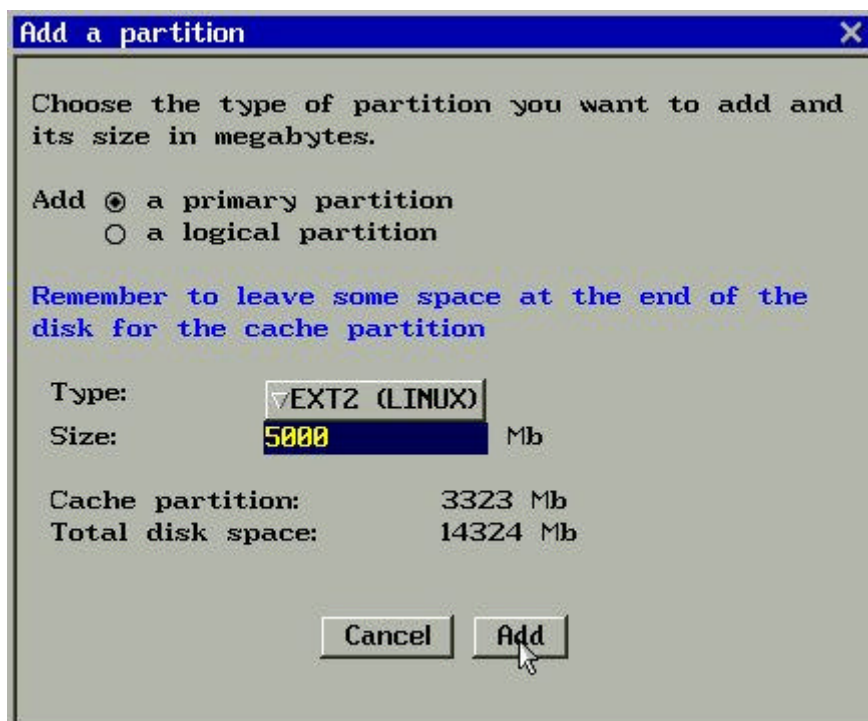 Add a partition
Choose the type of partition you want to add and
its size in megabytes.
Add a primary partition
a logical partition
Remember to leave some space at the end of the
disk for the cache partition
Type: EXT2 (LINUX)
Size: 5000 Mb
Cache partition: 3323 Mb
Total disk space: 14324 Mb
Cancel Add